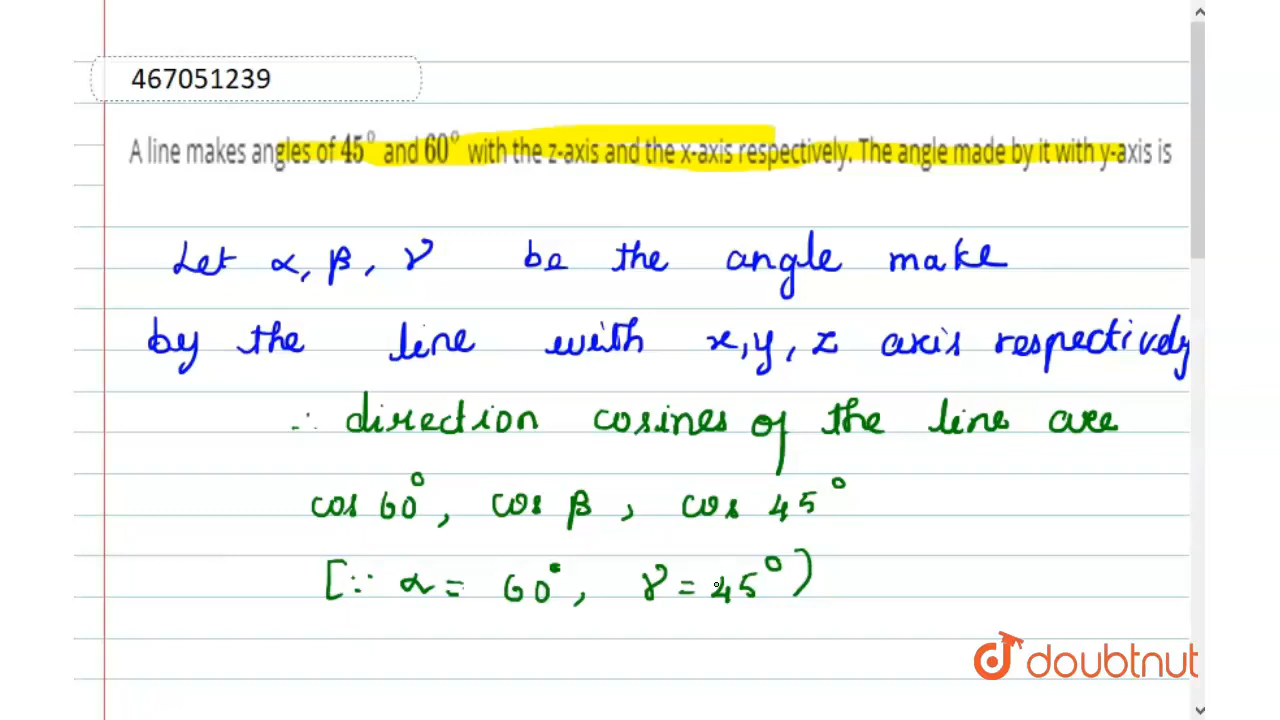 467051239
A line makes angles of 45° and 60° with the z-axis and the x-axis respectively. The angle made by it with y-axis is
Let α, β, γ be the angle make
by the line with x, y, z axis respectively
∴ direction cosines of the line are
cos 60°, cos β, cos 45°
[∵ α = 60°, γ = 45°)
doubtnut